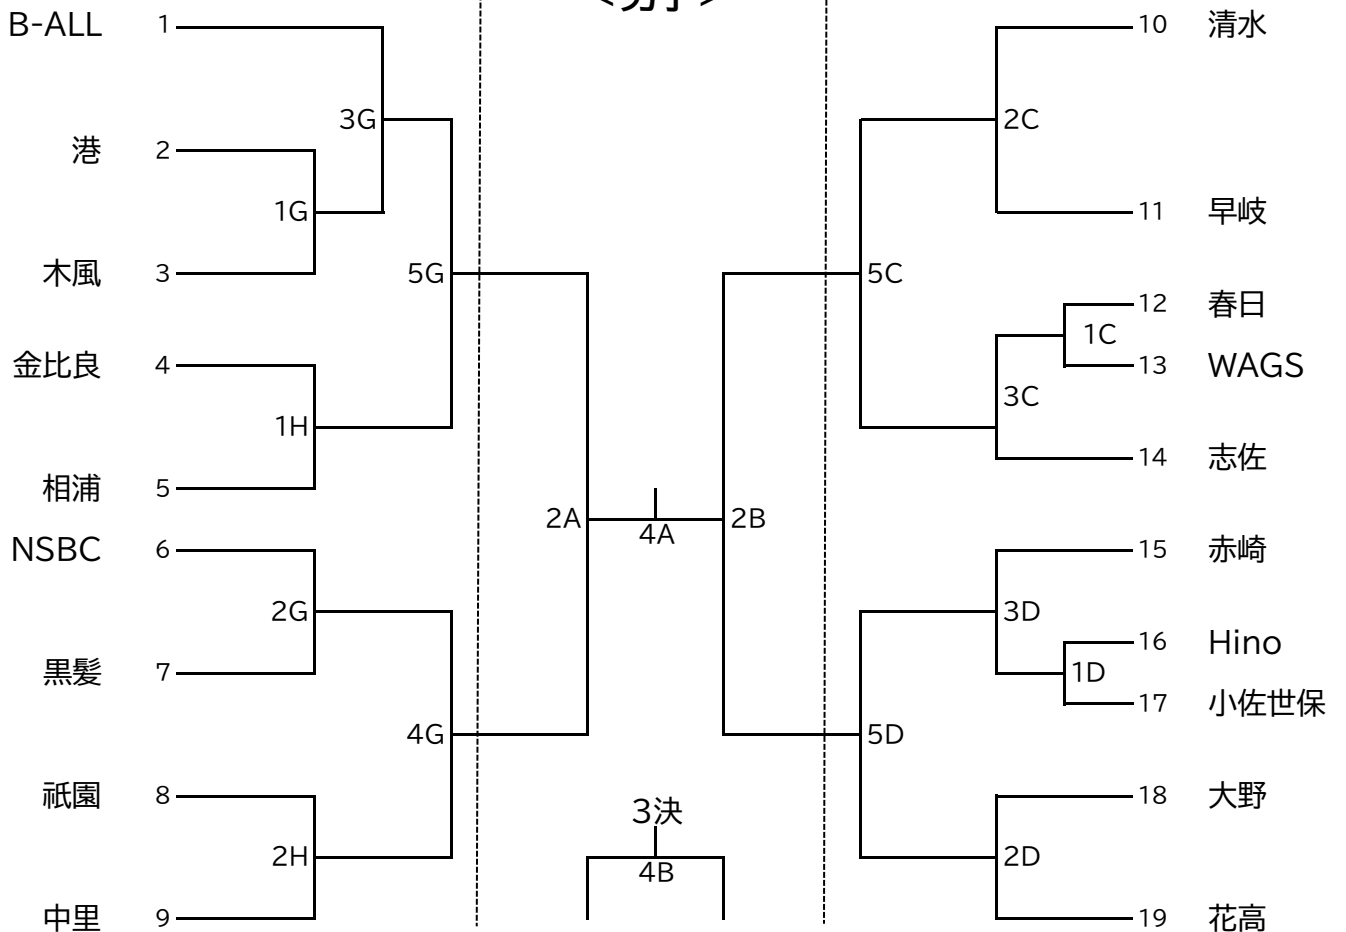 B-ALL 1
港 2
木風 3
金比良 4
相浦 5
NSBC 6
黒髪 7
祇園 8
中里 9
3G
1G
5G
1H
2G
4G
2H
2A
4A
2B
3決
4B
2C
5C
1C
3C
3D
1D
5D
2D
10 清水
11 早岐
12 春日
13 WAGS
14 志佐
15 赤崎
16 Hino
17 小佐世保
18 大野
19 花高